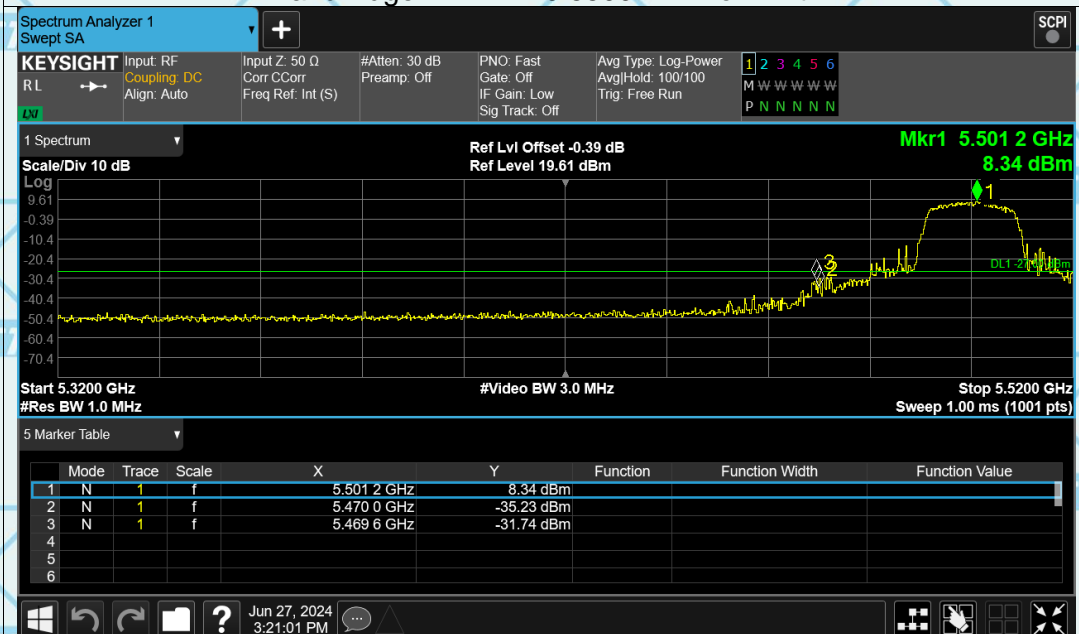 Spectrum Analyzer 1
Swept SA
+
SCPI
KEYSIGHT
RL
LXI
Input: RF
Coupling: DC
Align: Auto
Input Z: 50 Ω
Corr CCorr
Freq Ref: Int (S)
#Atten: 30 dB
Preamp: Off
PNO: Fast
Gate: Off
IF Gain: Low
Sig Track: Off
Avg Type: Log-Power
Avg|Hold: 100/100
Trig: Free Run
1 2 3 4 5 6
M W W W W W
P N N N N N
1 Spectrum
Scale/Div 10 dB
Ref Lvl Offset -0.39 dB
Ref Level 19.61 dBm
Mkr1 5.501 2 GHz
8.34 dBm
Log
9.61
-0.39
-10.4
-20.4
-30.4
-40.4
-50.4
-60.4
-70.4
1
3
2
Start 5.3200 GHz
#Video BW 3.0 MHz
Stop 5.5200 GHz
#Res BW 1.0 MHz
Sweep 1.00 ms (1001 pts)
5 Marker Table
Mode Trace Scale X Y Function Function Width Function Value
1 N 1 f 5.501 2 GHz 8.34 dBm
2 N 1 f 5.470 0 GHz -35.23 dBm
3 N 1 f 5.469 6 GHz -31.74 dBm
4
5
6
?
Jun 27, 2024
3:21:01 PM